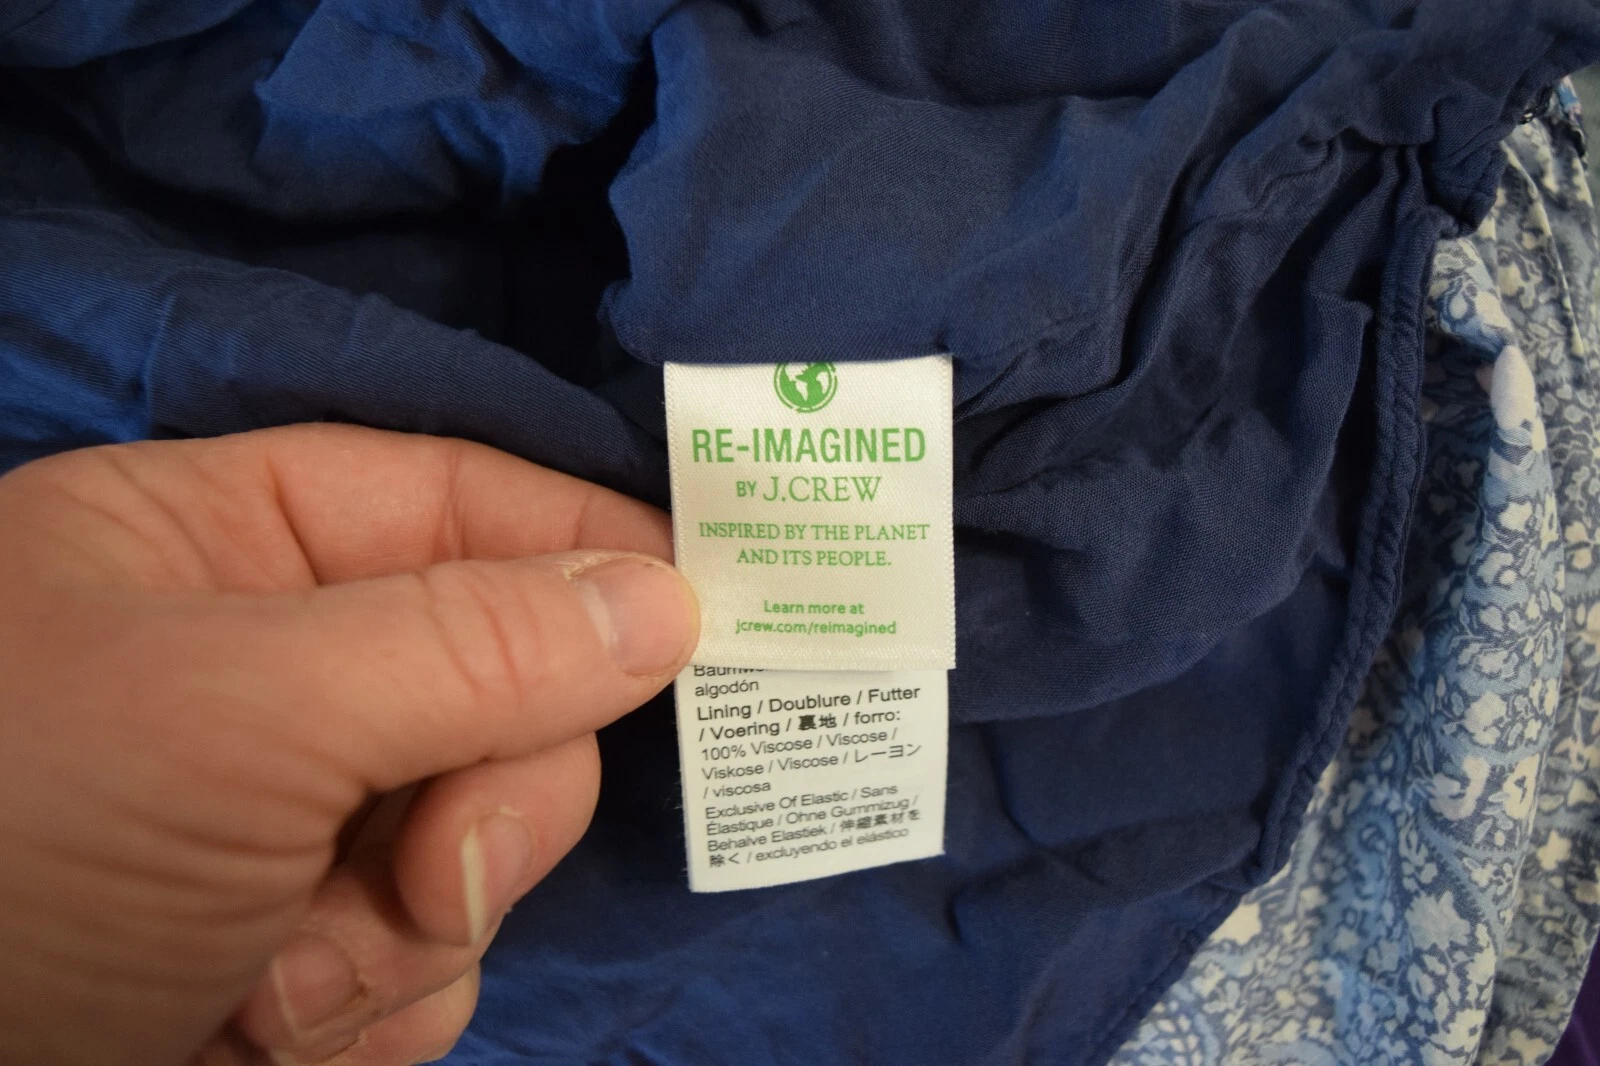 RE-IMAGINED
BY J.CREW
INSPIRED BY THE PLANET
AND ITS PEOPLE.
Learn more at
jcrew.com/reimagined
algodón
Lining / Doublure / Futter
/ Voering / 裏地 / forro:
100% Viscose / Viscose /
Viskose / Viscose / レーヨン
/ viscosa
Exclusive Of Elastic / Sans
Élastique / Ohne Gummizug /
Behalve Elastiek / 伸縮素材を
除く / excluyendo el elástico